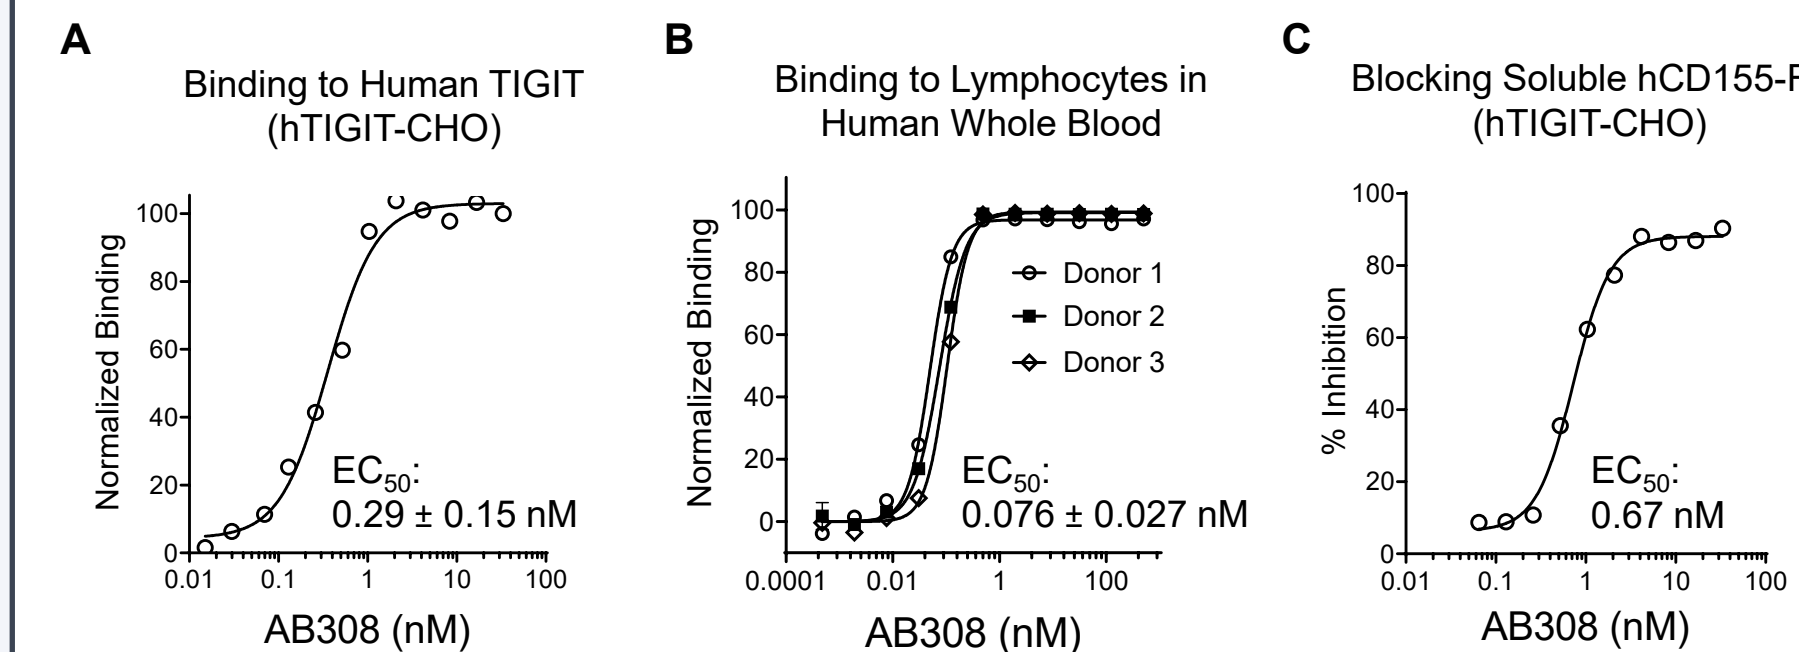 A
Binding to Human TIGIT
(hTIGIT-CHO)
Normalized Binding
100
80
60
40
20
0
0.01 0.1 1 10 100
EC50:
0.29 ± 0.15 nM
AB308 (nM)
B
Binding to Lymphocytes in
Human Whole Blood
Normalized Binding
100
80
60
40
20
0
0.0001 0.01 1 100
Donor 1
Donor 2
Donor 3
EC50:
0.076 ± 0.027 nM
AB308 (nM)
C
Blocking Soluble hCD155-
(hTIGIT-CHO)
% Inhibition
100
80
60
40
20
0
0.01 0.1 1 10 100
EC50:
0.67 nM
AB308 (nM)